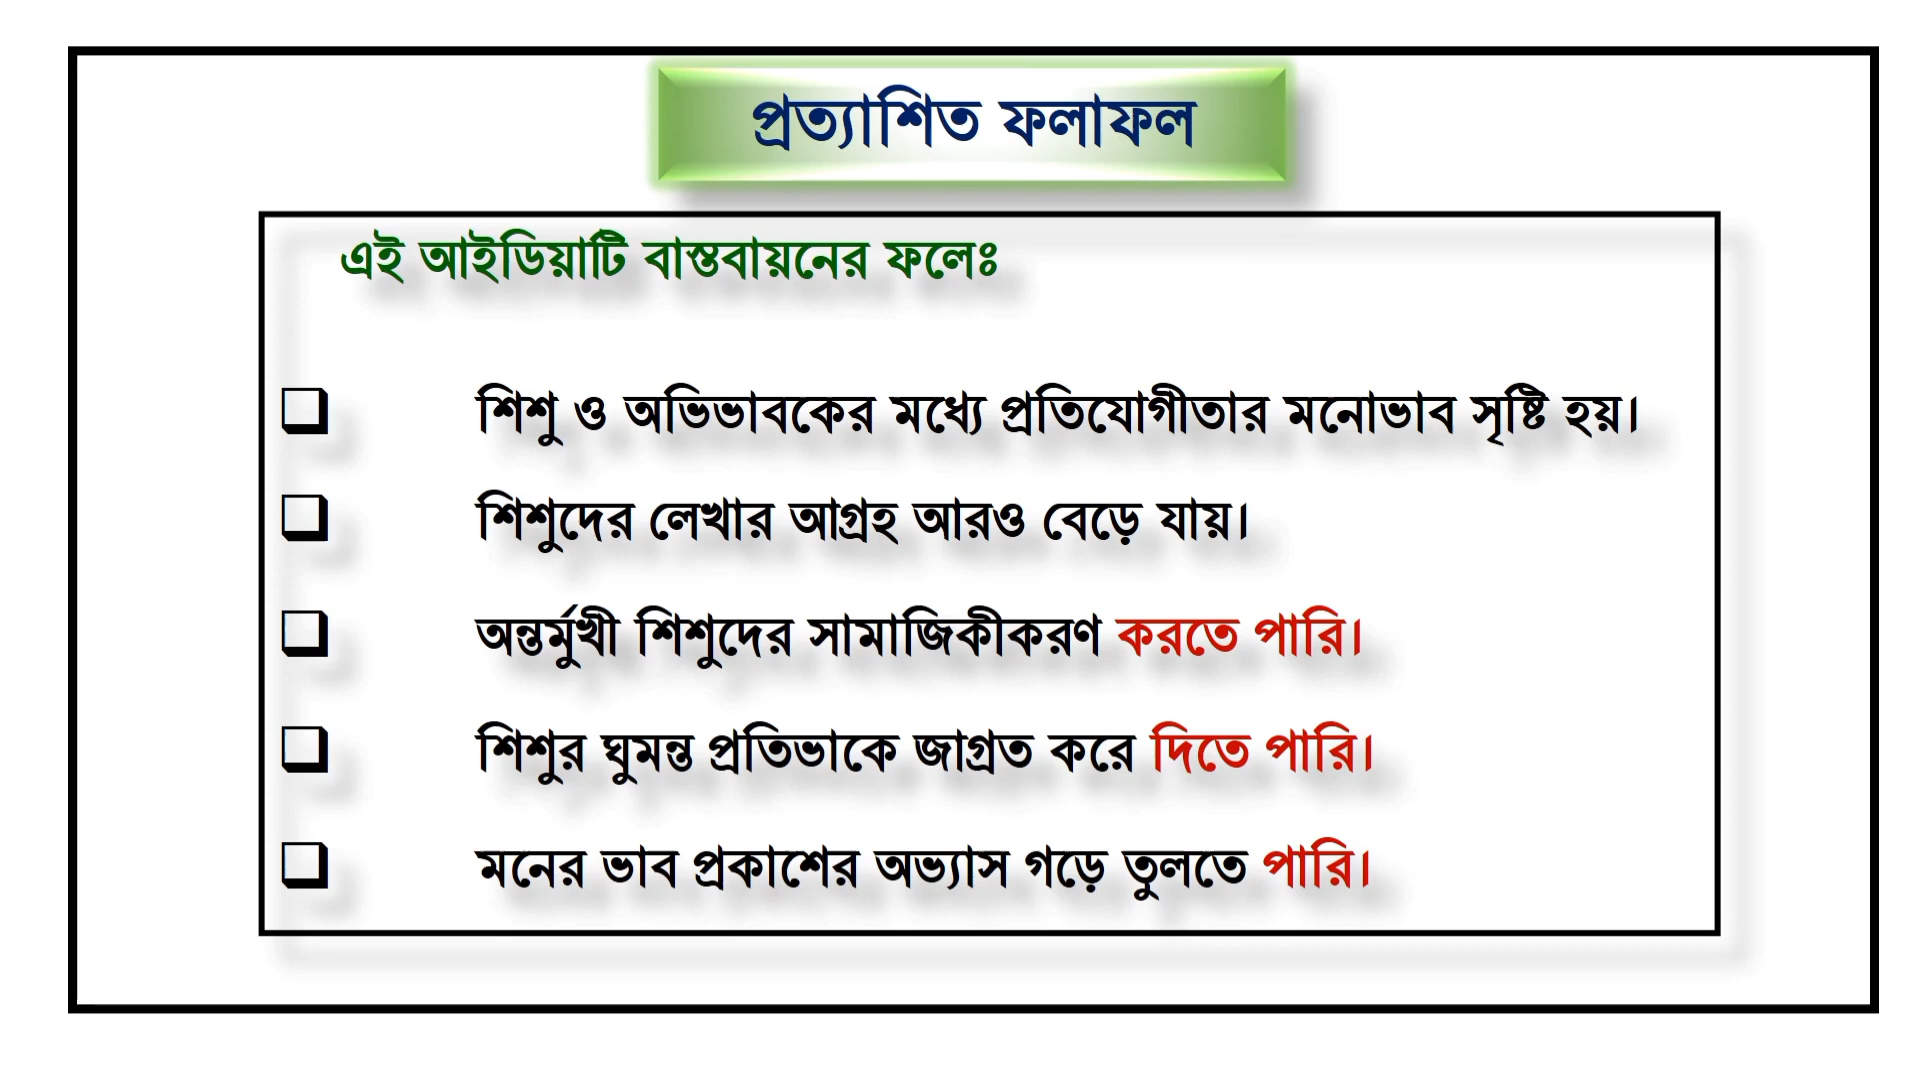 প্রত্যাশিত ফলাফল
এই আইডিয়াটি বাস্তবায়নের ফলেঃ
শিশু ও অভিভাবকের মধ্যে প্রতিযোগীতার মনোভাব সৃষ্টি হয়।
শিশুদের লেখার আগ্রহ আরও বেড়ে যায়।
অন্তর্মুখী শিশুদের সামাজিকীকরণ করতে পারি।
শিশুর ঘুমন্ত প্রতিভাকে জাগ্রত করে দিতে পারি।
মনের ভাব প্রকাশের অভ্যাস গড়ে তুলতে পারি।